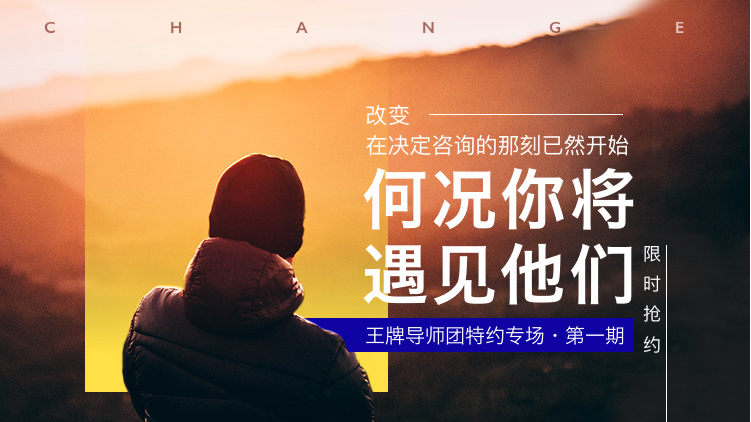 CHANGE
改变
在决定咨询的那刻已然开始
何况你将
遇见他们
限时抢约
王牌导师团特约专场·第一期